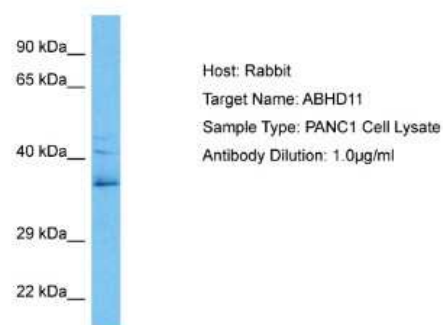 90 kDa
65 kDa
40 kDa
29 kDa
22 kDa
Host: Rabbit
Target Name: ABHD11
Sample Type: PANC1 Cell Lysate
Antibody Dilution: 1.0µg/ml